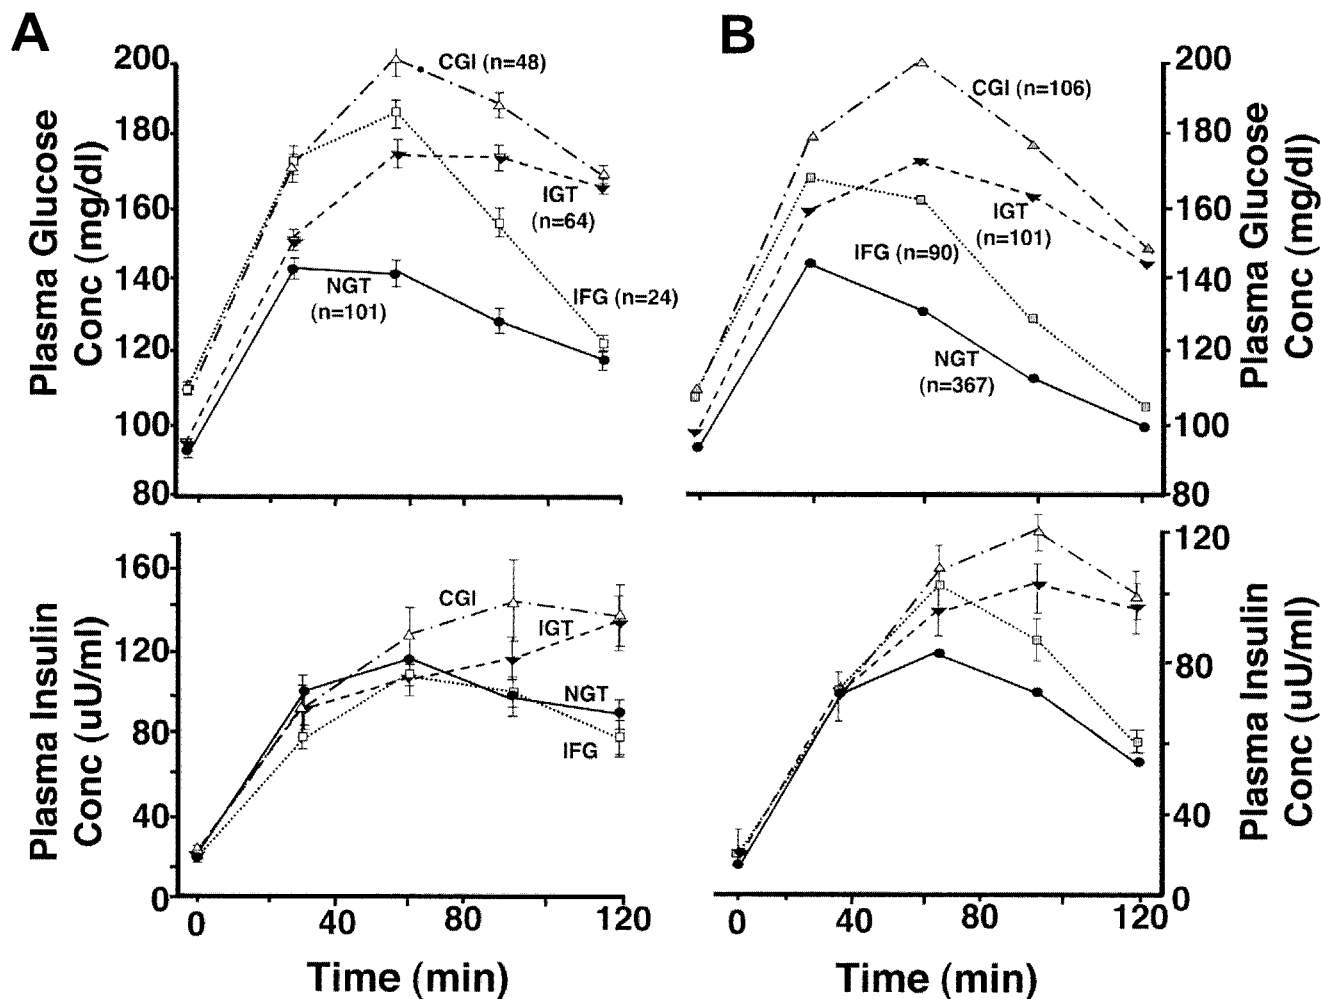 A
B
Plasma Glucose
Conc (mg/dl)
200
180
160
140
120
100
80
CGI (n=48)
IGT
(n=64)
NGT
(n=101)
IFG (n=24)
CGI (n=106)
IGT
(n=101)
IFG (n=90)
NGT
(n=367)
200
180
160
140
120
100
80
Plasma Glucose
Conc (mg/dl)
Plasma Insulin
Conc (uU/ml)
160
120
80
40
0
CGI
IGT
NGT
IFG
120
80
40
0
Plasma Insulin
Conc (uU/ml)
0 40 80 120
0 40 80 120
Time (min)
Time (min)